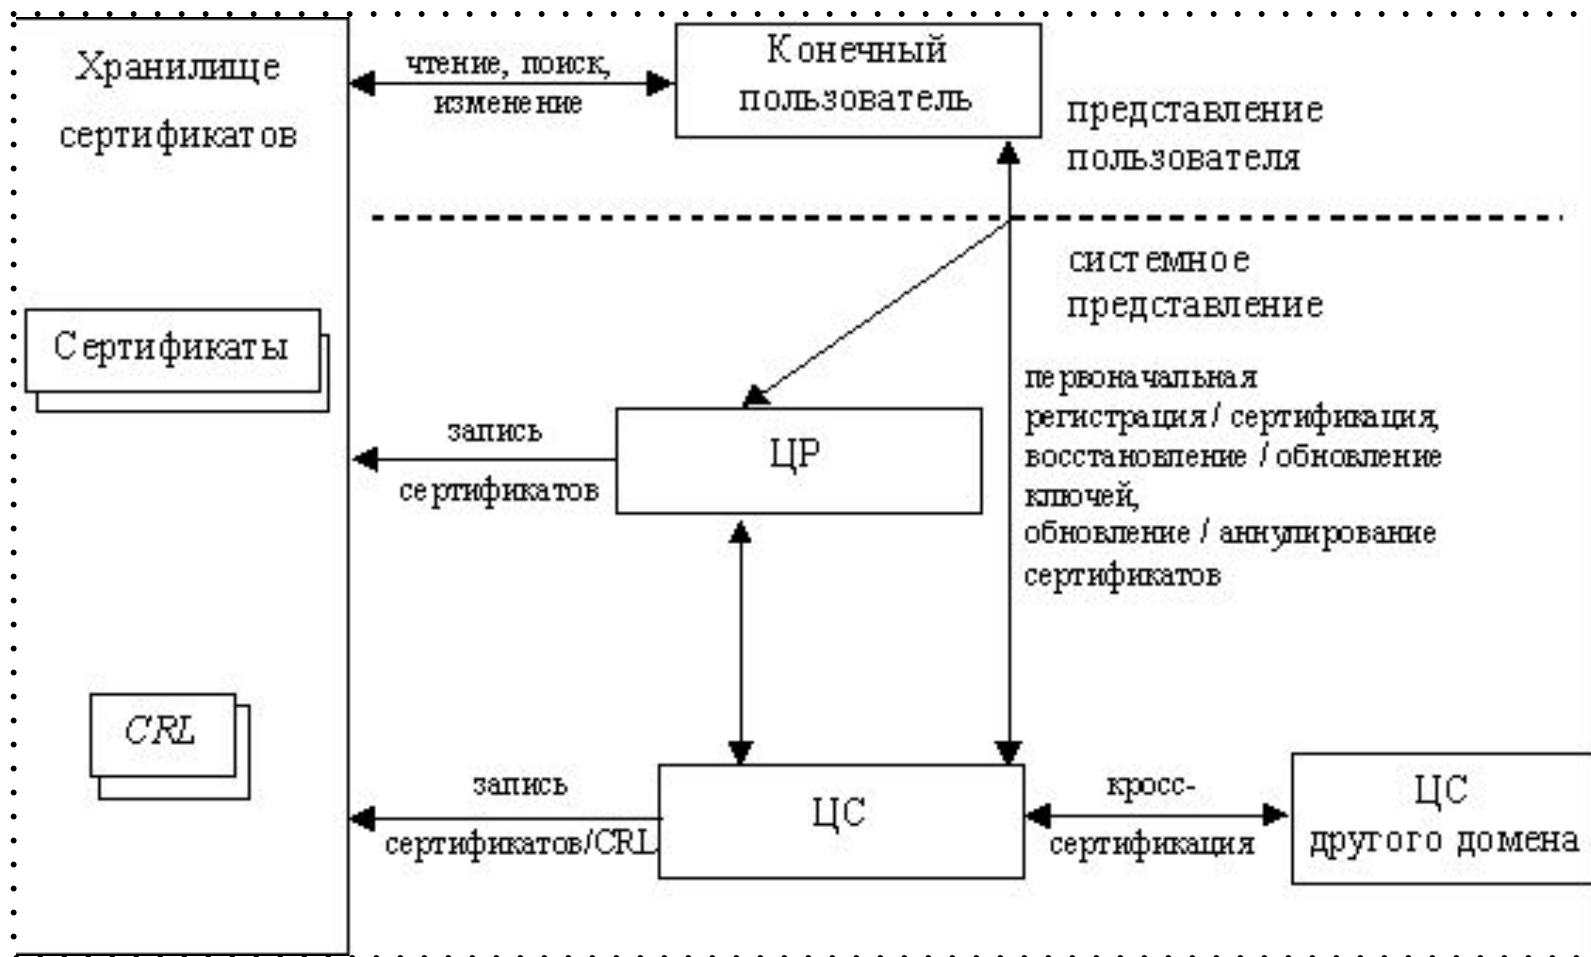 Хранилище
сертификатов
чтение, поиск,
изменение
Конечный
пользователь
представление
пользователя
системное
представление
Сертификаты
запись
сертификатов
ЦР
первоначальная
регистрация / сертификация,
восстановление / обновление
ключей,
обновление / аннулирование
сертификатов
CRL
запись
сертификатов/CRL
ЦС
кросс-
сертификация
ЦС
другого домена